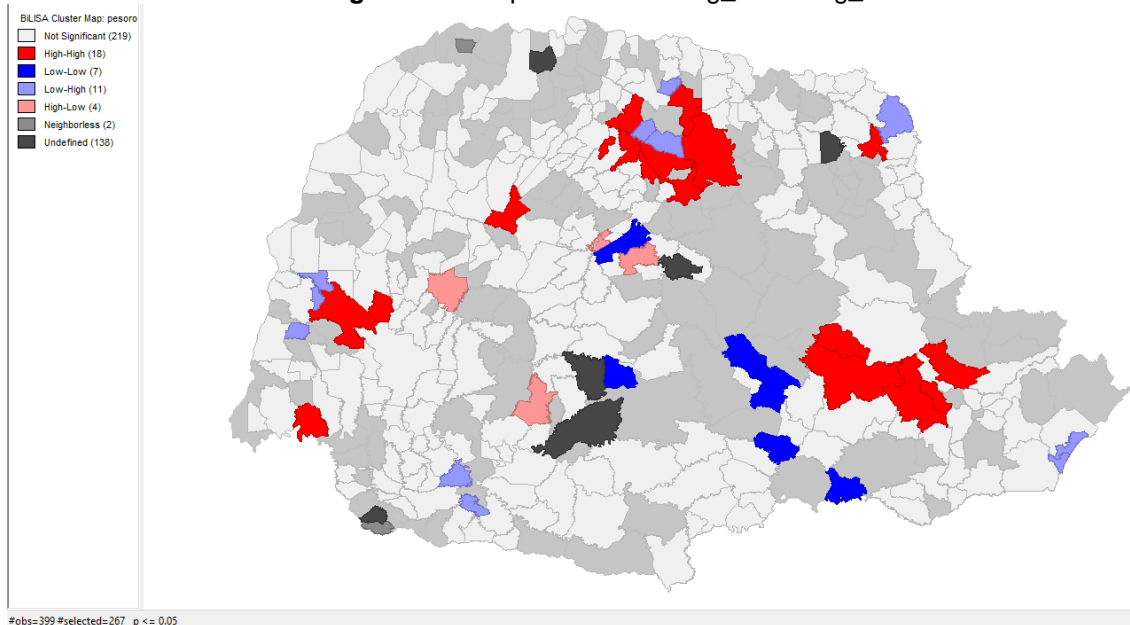 BiLISA Cluster Map: pesoro
Not Significant (219)
High-High (18)
Low-Low (7)
Low-High (11)
High-Low (4)
Neighborless (2)
Undefined (138)
#obs=399 #selected=267 p <= 0.05